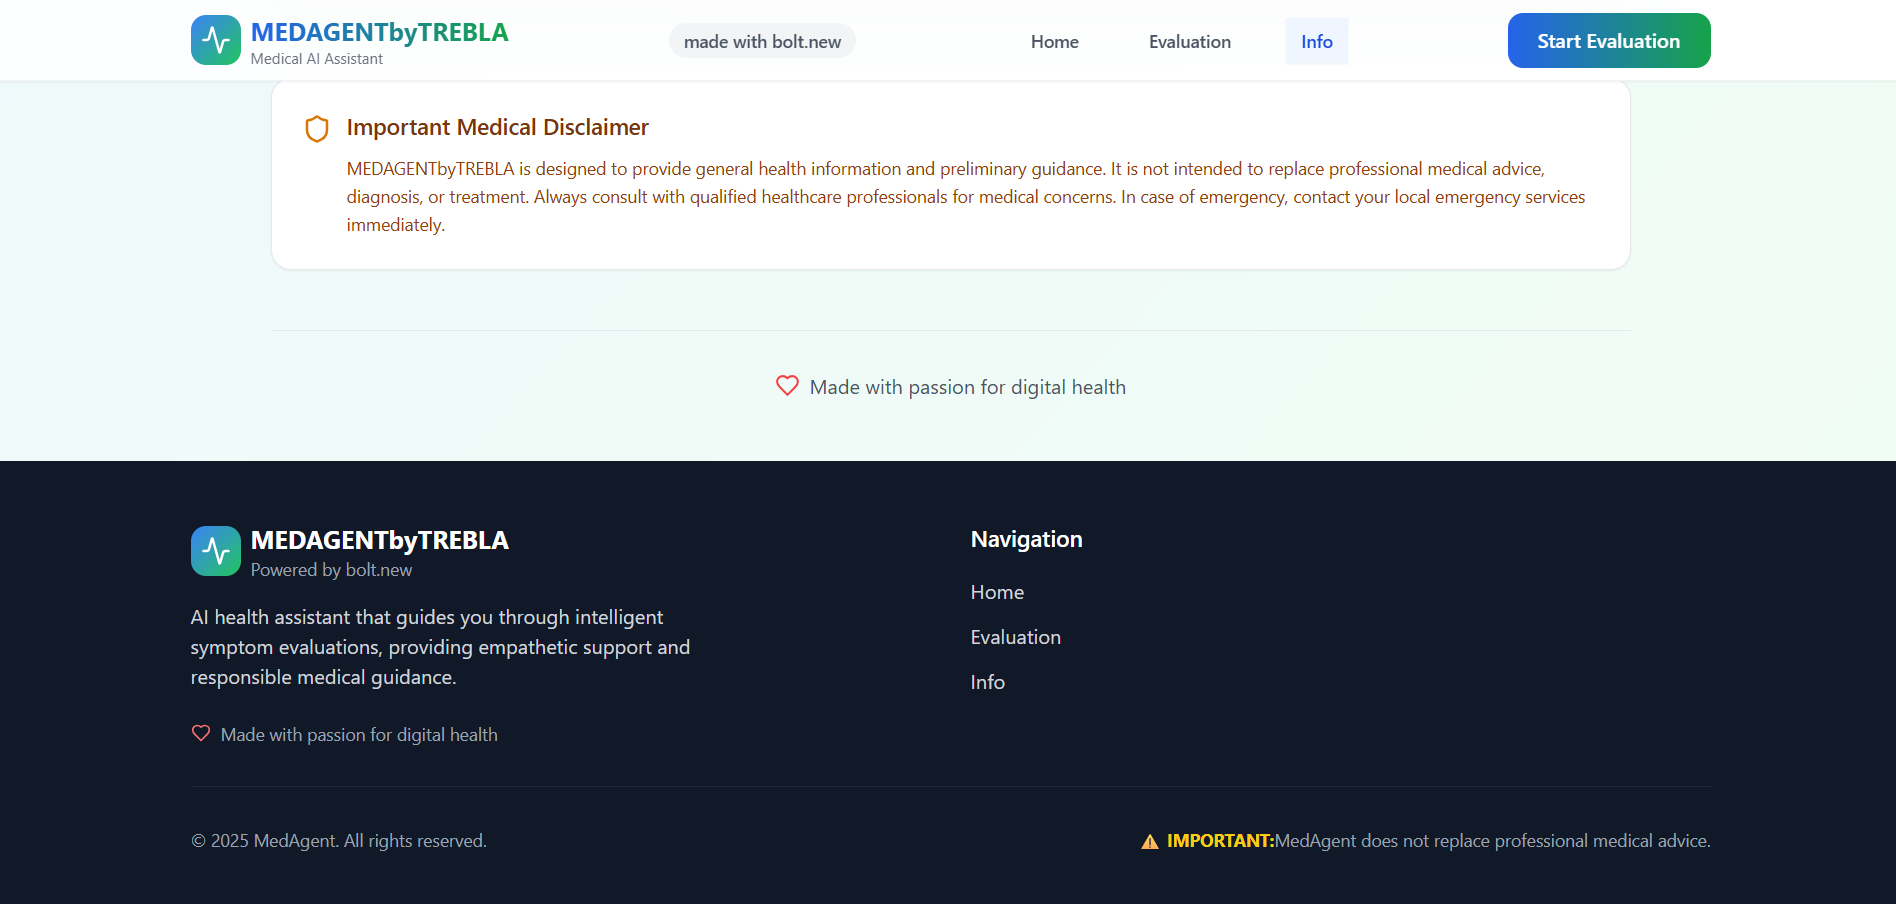 MEDAGENTbyTREBLA
Medical AI Assistant
made with bolt.new
Home
Evaluation
Info
Start Evaluation
Important Medical Disclaimer
MEDAGENTbyTREBLA is designed to provide general health information and preliminary guidance. It is not intended to replace professional medical advice,
diagnosis, or treatment. Always consult with qualified healthcare professionals for medical concerns. In case of emergency, contact your local emergency services
immediately.
Made with passion for digital health
MEDAGENTbyTREBLA
Powered by bolt.new
AI health assistant that guides you through intelligent
symptom evaluations, providing empathetic support and
responsible medical guidance.
Made with passion for digital health
Navigation
Home
Evaluation
Info
© 2025 MedAgent. All rights reserved.
⚠ IMPORTANT:MedAgent does not replace professional medical advice.